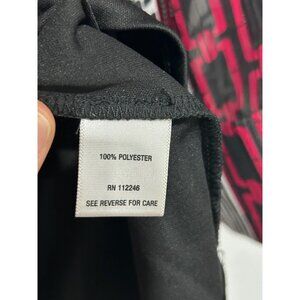 100% POLYESTER
RN 112246
SEE REVERSE FOR CARE